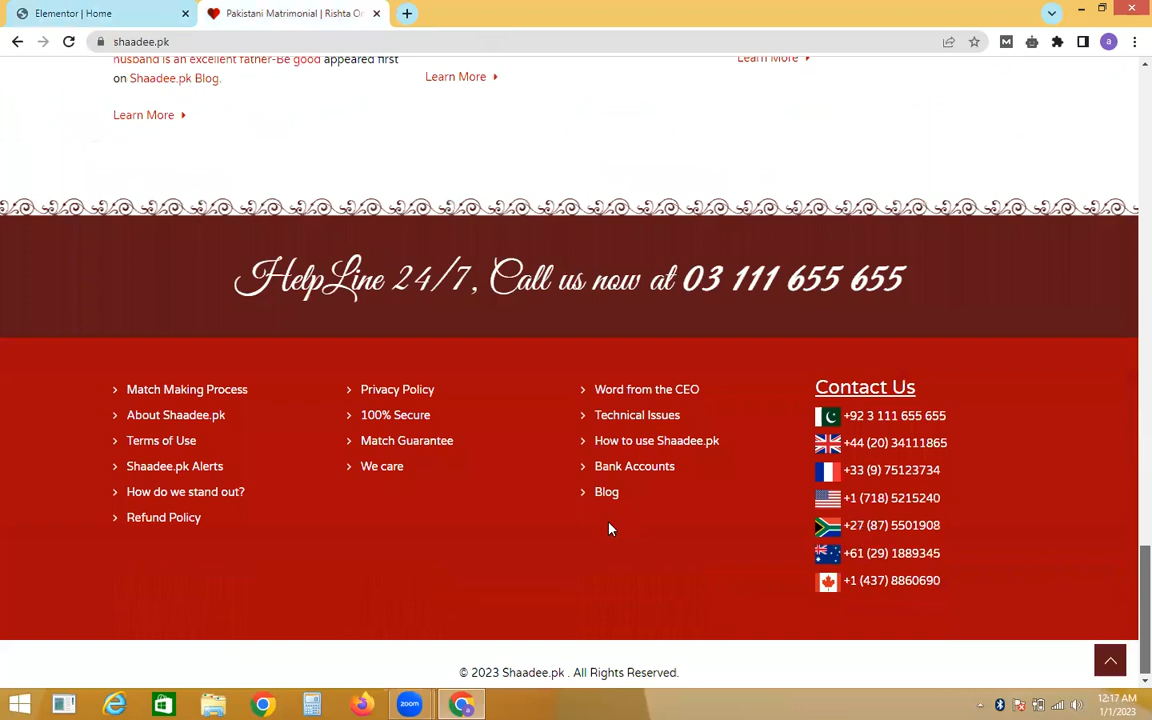 Elementor | Home
Pakistani Matrimonial | Rishta O
shaadee.pk
M
a
husband is an excellent father-Be good appeared first
on Shaadee.pk Blog.
Learn More
Learn More
Learn More
HelpLine 24/7, Call us now at 03 111 655 655
Match Making Process
About Shaadee.pk
Terms of Use
Shaadee.pk Alerts
How do we stand out?
Refund Policy
Privacy Policy
100% Secure
Match Guarantee
We care
Word from the CEO
Technical Issues
How to use Shaadee.pk
Bank Accounts
Blog
Contact Us
+92 3 111 655 655
+44 (20) 34111865
+33 (9) 75123734
+1 (718) 5215240
+27 (87) 5501908
+61 (29) 1889345
+1 (437) 8860690
© 2023 Shaadee.pk . All Rights Reserved.
zoom
12:17 AM
1/1/2023